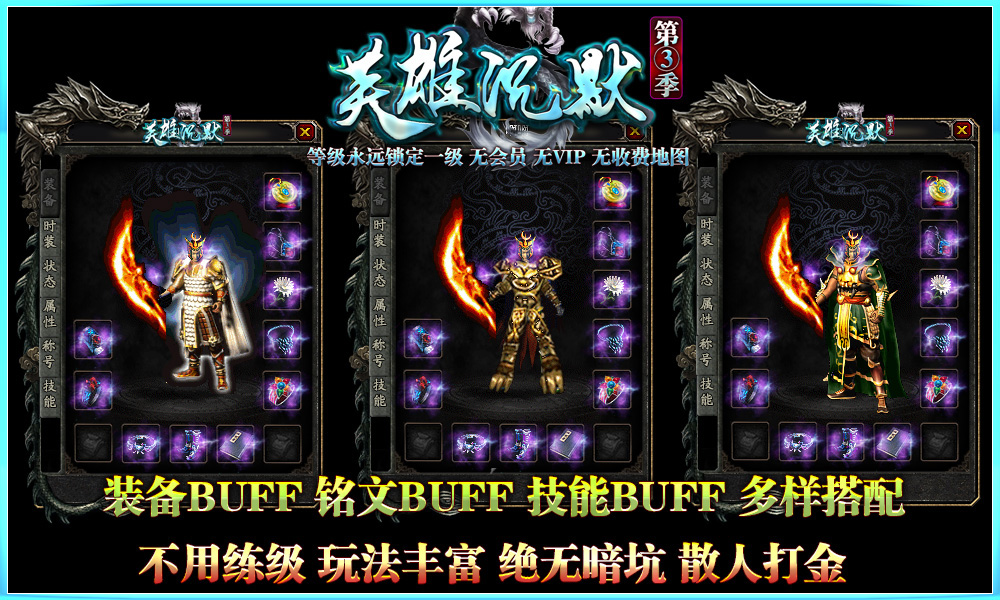 英雄沉默
第3季
等级永远锁定一级 无会员 无VIP 无收费地图
英雄沉默
英雄沉默
装备
时装
状态
属性
称号
技能
装备
时装
状态
属性
称号
技能
装备
时装
状态
属性
称号
技能
装备BUFF 铭文BUFF 技能BUFF 多样搭配
不用练级 玩法丰富 绝无暗坑 散人打金